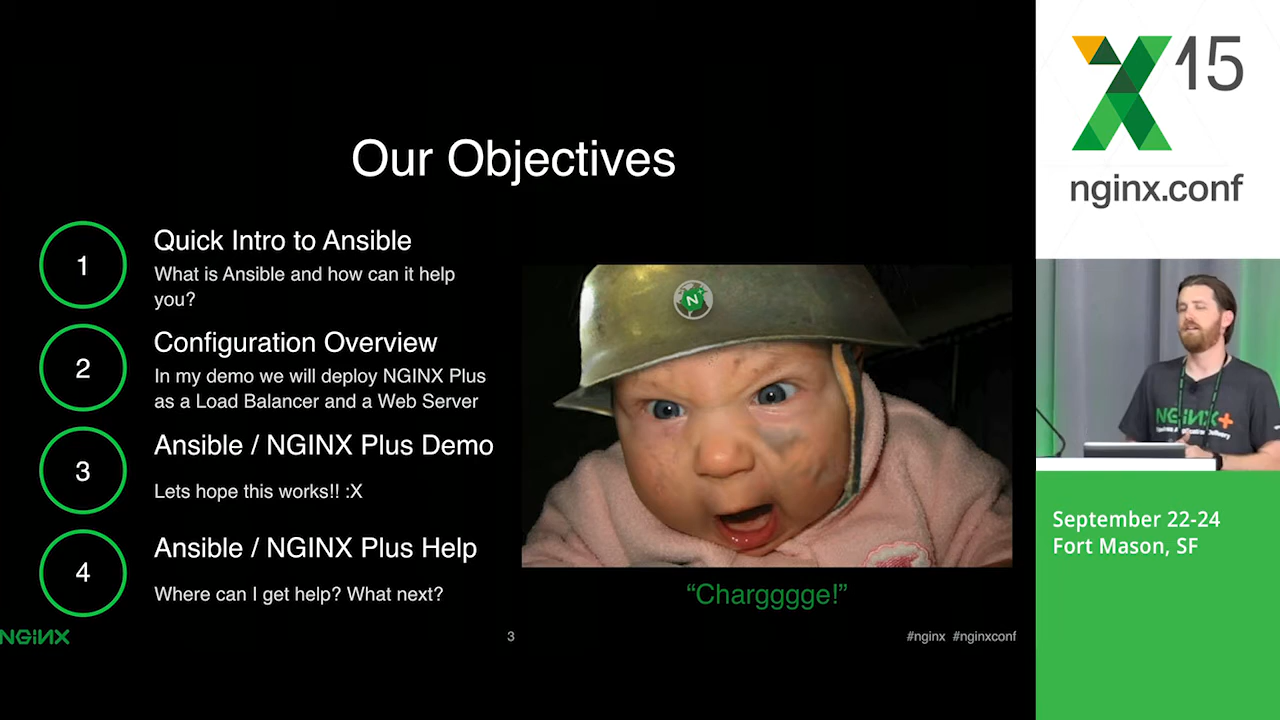 Our Objectives
1
Quick Intro to Ansible
What is Ansible and how can it help
you?
2
Configuration Overview
In my demo we will deploy NGINX Plus
as a Load Balancer and a Web Server
3
Ansible / NGINX Plus Demo
Lets hope this works!! :X
4
Ansible / NGINX Plus Help
Where can I get help? What next?
N
“Chargggge!”
NGINX
3
#nginx #nginxconf
X15
nginx.conf
NGINX+
Delivery
September 22-24
Fort Mason, SF